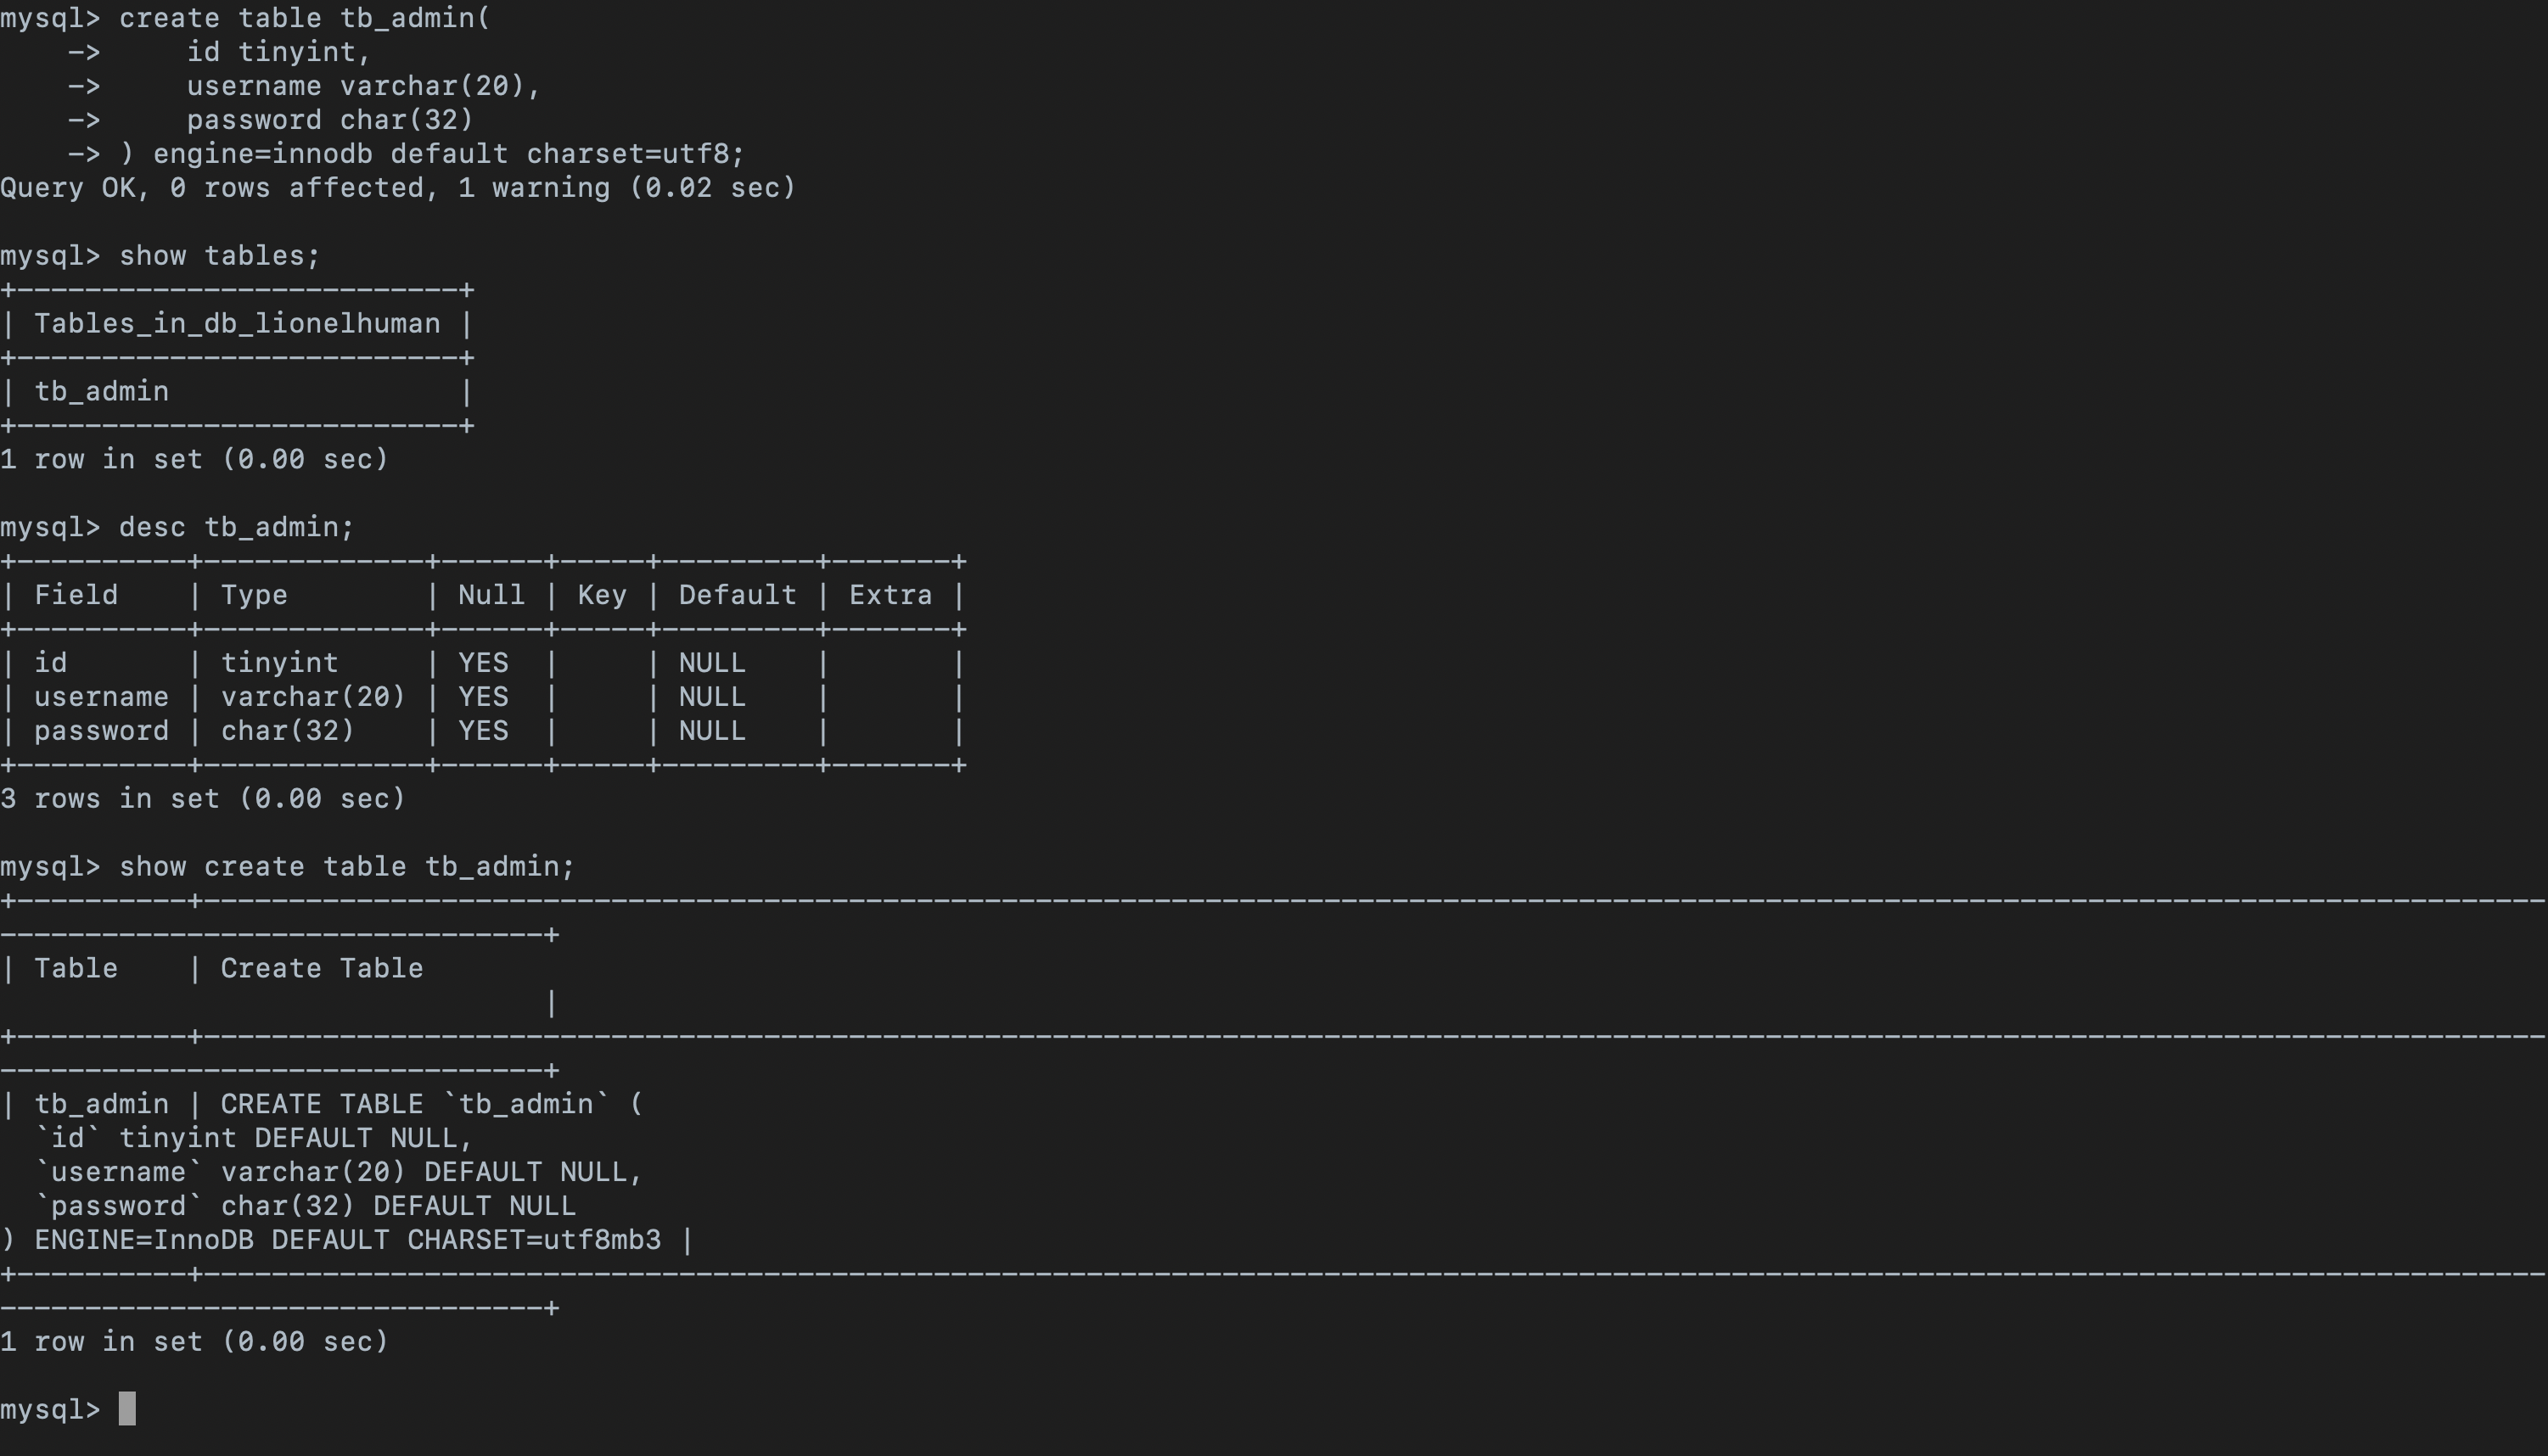 mysql> create table tb_admin(
    ->     id tinyint,
    ->     username varchar(20),
    ->     password char(32)
    -> ) engine=innodb default charset=utf8;
Query OK, 0 rows affected, 1 warning (0.02 sec)

mysql> show tables;
+--------------------------+
| Tables_in_db_lionelhuman |
+--------------------------+
| tb_admin                 |
+--------------------------+
1 row in set (0.00 sec)

mysql> desc tb_admin;
+----------+-------------+------+-----+---------+-------+
| Field    | Type        | Null | Key | Default | Extra |
+----------+-------------+------+-----+---------+-------+
| id       | tinyint     | YES  |     | NULL    |       |
| username | varchar(20) | YES  |     | NULL    |       |
| password | char(32)    | YES  |     | NULL    |       |
+----------+-------------+------+-----+---------+-------+
3 rows in set (0.00 sec)

mysql> show create table tb_admin;
+----------+------------------------------------------------------------------------------------------------------------------------------------------
--------------------------------+
| Table    | Create Table
                                |
+----------+------------------------------------------------------------------------------------------------------------------------------------------
--------------------------------+
| tb_admin | CREATE TABLE `tb_admin` (
  `id` tinyint DEFAULT NULL,
  `username` varchar(20) DEFAULT NULL,
  `password` char(32) DEFAULT NULL
) ENGINE=InnoDB DEFAULT CHARSET=utf8mb3 |
+----------+------------------------------------------------------------------------------------------------------------------------------------------
--------------------------------+
1 row in set (0.00 sec)

mysql>